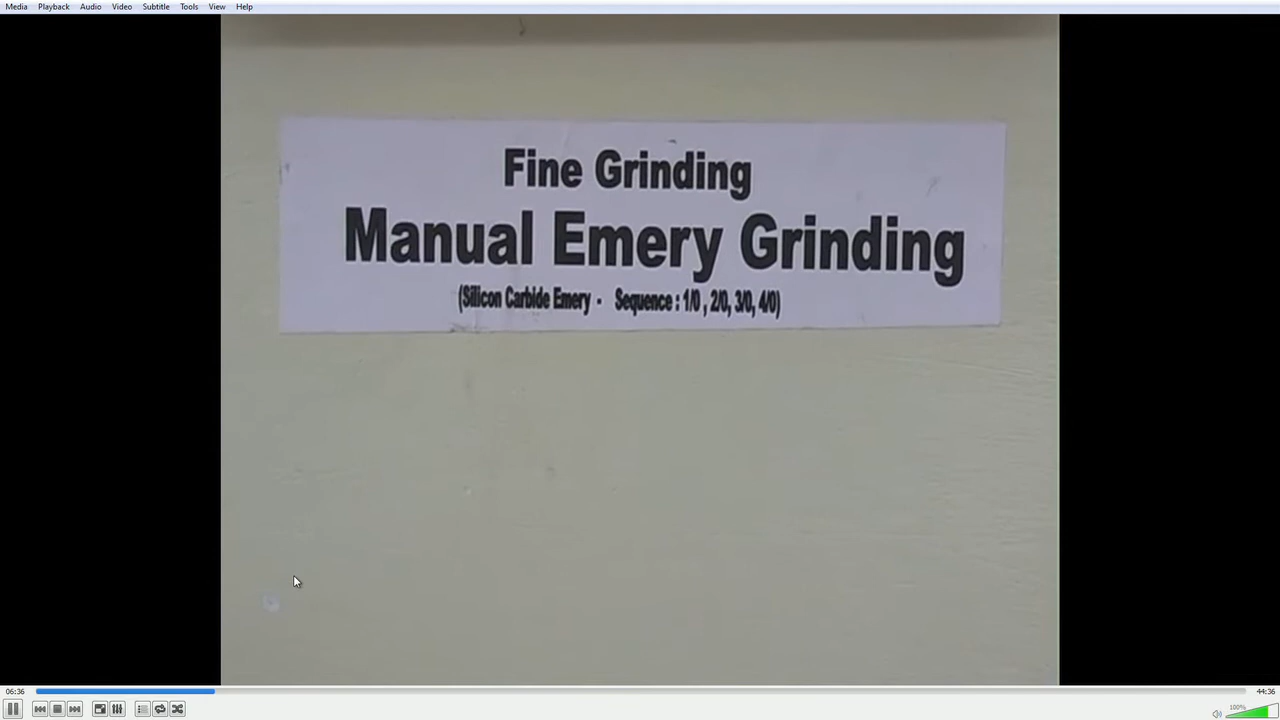 Media Playback Audio Video Subtitle Tools View Help
Fine Grinding
Manual Emery Grinding
(Silicon Carbide Emery - Sequence : 1/0 , 2/0, 3/0, 4/0)
06:36
44:36
100%